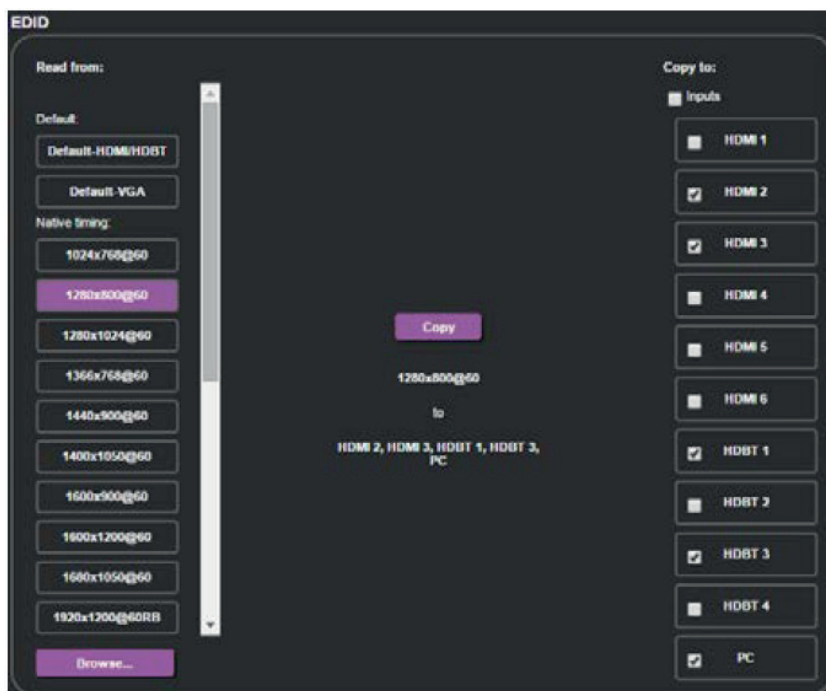 EDID
Read from:
Default:
Default-HDMI/HDBT
Default-VGA
Native timing:
1024x768@60
1280x800@60
1280x1024@60
1366x768@60
1440x900@60
1400x1050@60
1600x900@60
1600x1200@60
1680x1050@60
1920x1200@60RB
Browse...
Copy
1280x800@60
to
HDMI 2, HDMI 3, HDBT 1, HDBT 3,
PC
Copy to:
Inputs
HDMI 1
HDMI 2
HDMI 3
HDMI 4
HDMI 5
HDMI 6
HDBT 1
HDBT 2
HDBT 3
HDBT 4
PC